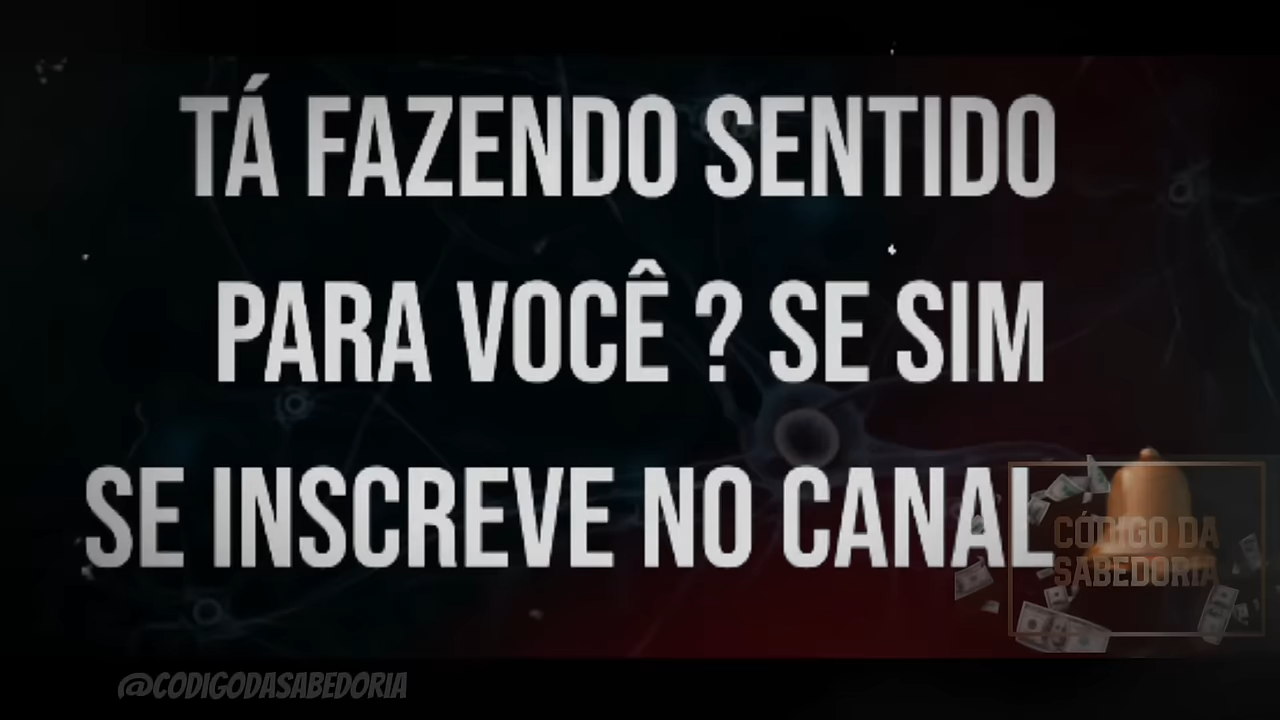 TÁ FAZENDO SENTIDO
PARA VOCÊ ? SE SIM
SE INSCREVE NO CANAL
CÓDIGO DA
SABEDORIA
@CODIGODASABEDORIA